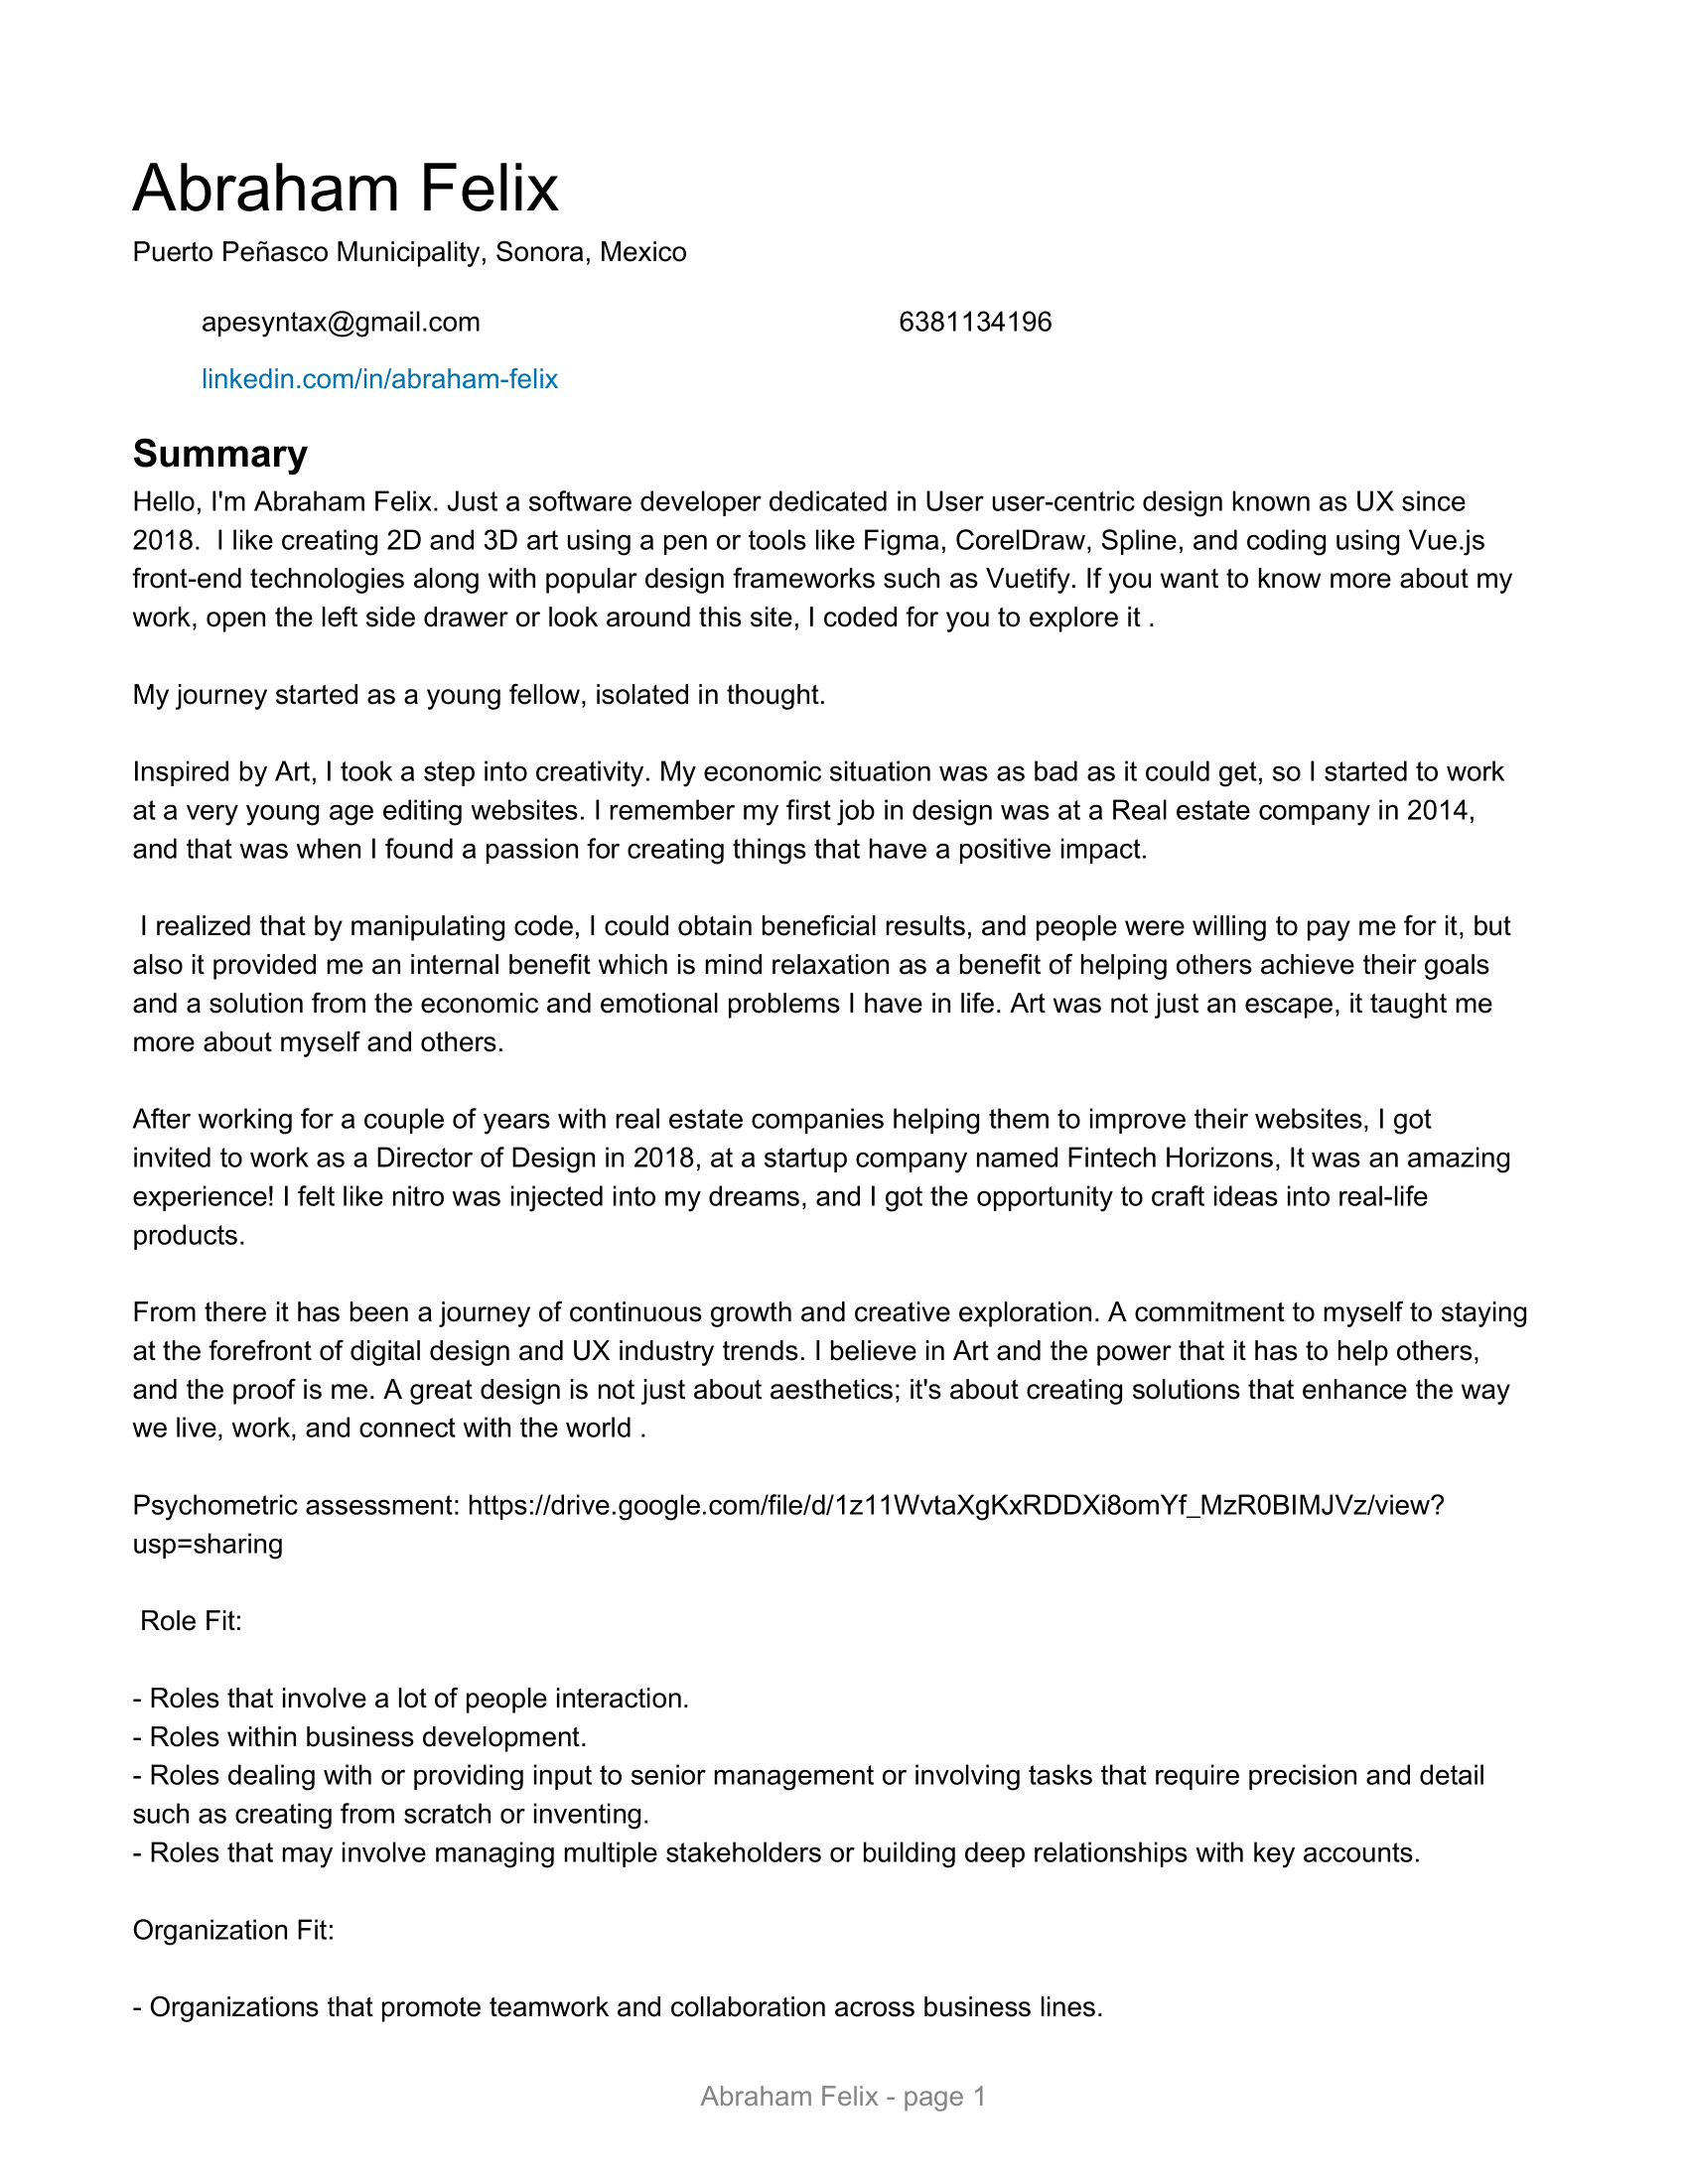 Abraham Felix
Puerto Peñasco Municipality, Sonora, Mexico
apesyntax@gmail.com 6381134196
linkedin.com/in/abraham-felix
Summary
Hello, I'm Abraham Felix. Just a software developer dedicated in User user-centric design known as UX since
2018.  I like creating 2D and 3D art using a pen or tools like Figma, CorelDraw, Spline, and coding using Vue.js
front-end technologies along with popular design frameworks such as Vuetify. If you want to know more about my
work, open the left side drawer or look around this site, I coded for you to explore it .
My journey started as a young fellow, isolated in thought.
Inspired by Art, I took a step into creativity. My economic situation was as bad as it could get, so I started to work
at a very young age editing websites. I remember my first job in design was at a Real estate company in 2014,
and that was when I found a passion for creating things that have a positive impact.
I realized that by manipulating code, I could obtain beneficial results, and people were willing to pay me for it, but
also it provided me an internal benefit which is mind relaxation as a benefit of helping others achieve their goals
and a solution from the economic and emotional problems I have in life. Art was not just an escape, it taught me
more about myself and others.
After working for a couple of years with real estate companies helping them to improve their websites, I got
invited to work as a Director of Design in 2018, at a startup company named Fintech Horizons, It was an amazing
experience! I felt like nitro was injected into my dreams, and I got the opportunity to craft ideas into real-life
products.
From there it has been a journey of continuous growth and creative exploration. A commitment to myself to staying
at the forefront of digital design and UX industry trends. I believe in Art and the power that it has to help others,
and the proof is me. A great design is not just about aesthetics; it's about creating solutions that enhance the way
we live, work, and connect with the world .
Psychometric assessment: https://drive.google.com/file/d/1z11WvtaXgKxRDDXi8omYf_MzR0BIMJVz/view?
usp=sharing
Role Fit:
- Roles that involve a lot of people interaction.
- Roles within business development.
- Roles dealing with or providing input to senior management or involving tasks that require precision and detail
such as creating from scratch or inventing.
- Roles that may involve managing multiple stakeholders or building deep relationships with key accounts.
Organization Fit:
- Organizations that promote teamwork and collaboration across business lines.
Abraham Felix - page 1